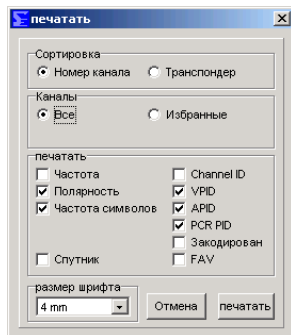 печатать
Сортировка
Номер канала Транспондер
Каналы
Все Избранные
печатать
Частота Channel ID
Полярность VPID
Частота символов APID
PCR PID
Закодирован
Спутник FAV
размер шрифта
4 mm Отмена печатать